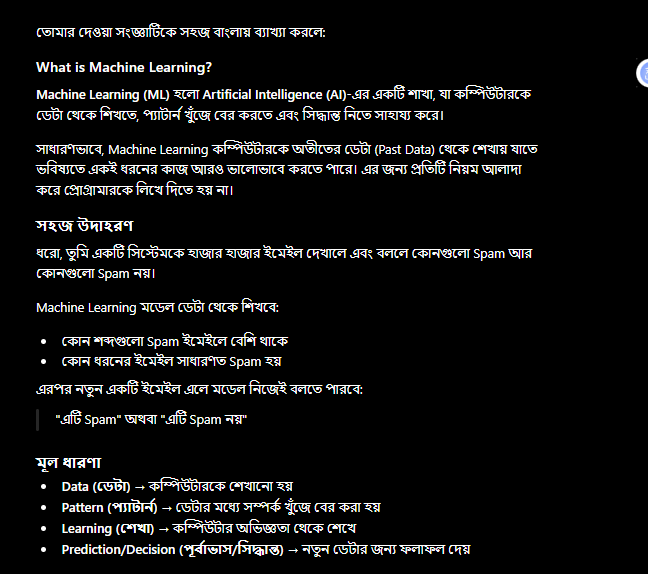 তোমার দেওয়া সংজ্ঞাটিকে সহজ বাংলায় ব্যাখ্যা করলে:
What is Machine Learning?
Machine Learning (ML) হলো Artificial Intelligence (AI)-এর একটি শাখা, যা কম্পিউটারকে
ডেটা থেকে শিখতে, প্যাটার্ন খুঁজে বের করতে এবং সিদ্ধান্ত নিতে সাহায্য করে।
সাধারণভাবে, Machine Learning কম্পিউটারকে অতীতের ডেটা (Past Data) থেকে শেখায় যাতে
ভবিষ্যতে একই ধরনের কাজ আরও ভালোভাবে করতে পারে। এর জন্য প্রতিটি নিয়ম আলাদা
করে প্রোগ্রামারকে লিখে দিতে হয় না।
সহজ উদাহরণ
ধরো, তুমি একটি সিস্টেমকে হাজার হাজার ইমেইল দেখালে এবং বললে কোনগুলো Spam আর
কোনগুলো Spam নয়।
Machine Learning মডেল ডেটা থেকে শিখবে:
• কোন শব্দগুলো Spam ইমেইলে বেশি থাকে
• কোন ধরনের ইমেইল সাধারণত Spam হয়
এরপর নতুন একটি ইমেইল এলে মডেল নিজেই বলতে পারবে:
"এটি Spam" অথবা "এটি Spam নয়"
মূল ধারণা
• Data (ডেটা) → কম্পিউটারকে শেখানো হয়
• Pattern (প্যাটার্ন) → ডেটার মধ্যে সম্পর্ক খুঁজে বের করা হয়
• Learning (শেখা) → কম্পিউটার অভিজ্ঞতা থেকে শেখে
• Prediction/Decision (পূর্বাভাস/সিদ্ধান্ত) → নতুন ডেটার জন্য ফলাফল দেয়